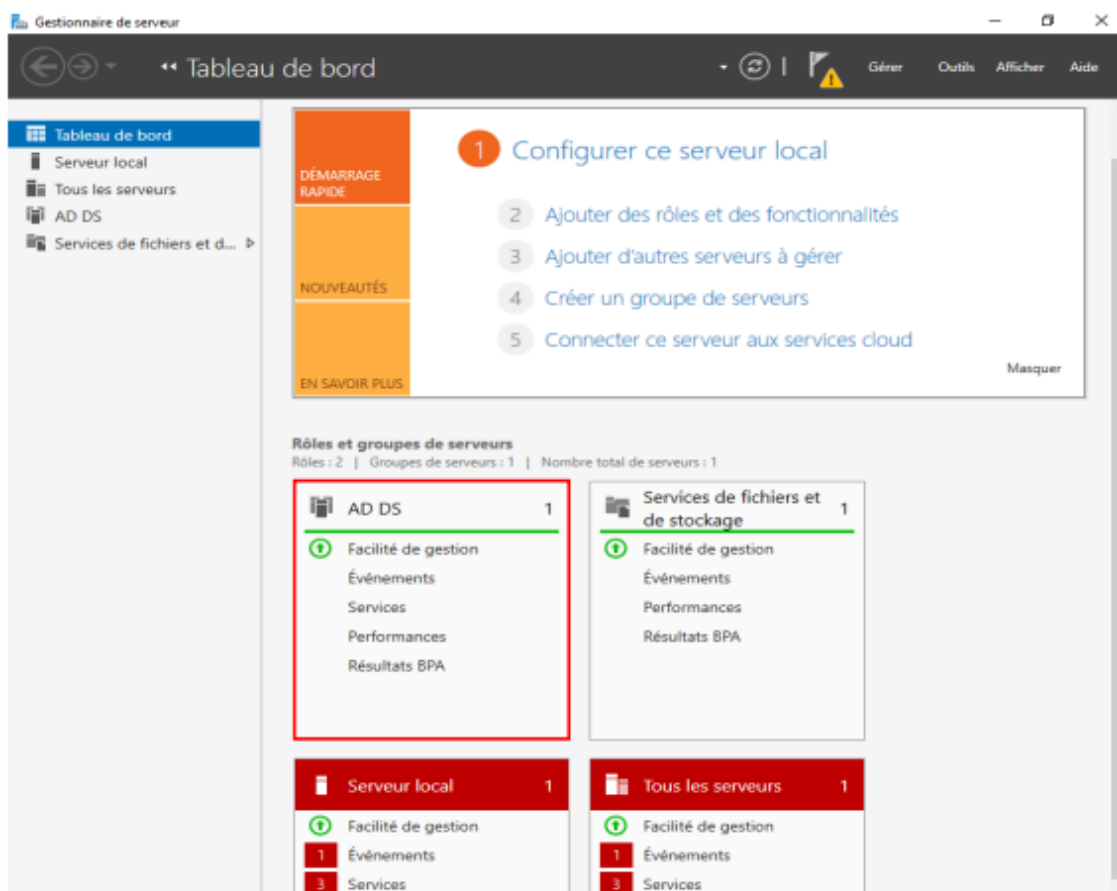 Gestionnaire de serveur
Tableau de bord
Gérer Outils Afficher Aide
Tableau de bord
Serveur local
Tous les serveurs
AD DS
Services de fichiers et d...
DÉMARRAGE
RAPIDE
NOUVEAUTÉS
EN SAVOIR PLUS
1 Configurer ce serveur local
2 Ajouter des rôles et des fonctionnalités
3 Ajouter d'autres serveurs à gérer
4 Créer un groupe de serveurs
5 Connecter ce serveur aux services cloud
Masquer
Rôles et groupes de serveurs
Rôles : 2 | Groupes de serveurs : 1 | Nombre total de serveurs : 1
AD DS 1
Facilité de gestion
Événements
Services
Performances
Résultats BPA
Services de fichiers et
de stockage 1
Facilité de gestion
Événements
Performances
Résultats BPA
Serveur local 1
Facilité de gestion
1 Événements
3 Services
Tous les serveurs 1
Facilité de gestion
1 Événements
3 Services